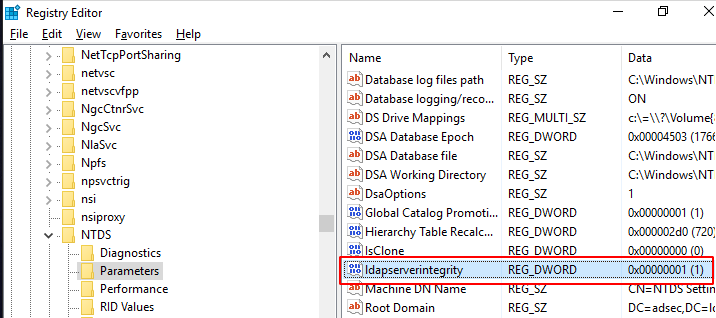 Registry Editor
File Edit View Favorites Help
NetTcpPortSharing
netvsc
netvscvfpp
NgcCtnrSvc
NgcSvc
NlaSvc
Npfs
npsvctrig
nsi
nsiproxy
NTDS
Diagnostics
Parameters
Performance
RID Values
Name Type Data
Database log files path REG_SZ C:\Windows\NT
Database logging/reco... REG_SZ ON
DS Drive Mappings REG_MULTI_SZ c:\=\\?\Volume{
DSA Database Epoch REG_DWORD 0x00004503 (1766
DSA Database file REG_SZ C:\Windows\NT
DSA Working Directory REG_SZ C:\Windows\NT
DsaOptions REG_SZ 1
Global Catalog Promoti... REG_DWORD 0x00000001 (1)
Hierarchy Table Recalc... REG_DWORD 0x000002d0 (720)
IsClone REG_DWORD 0x00000000 (0)
ldapserverintegrity REG_DWORD 0x00000001 (1)
Machine DN Name REG_SZ CN=NTDS Settin
Root Domain REG_SZ DC=adsec,DC=lo